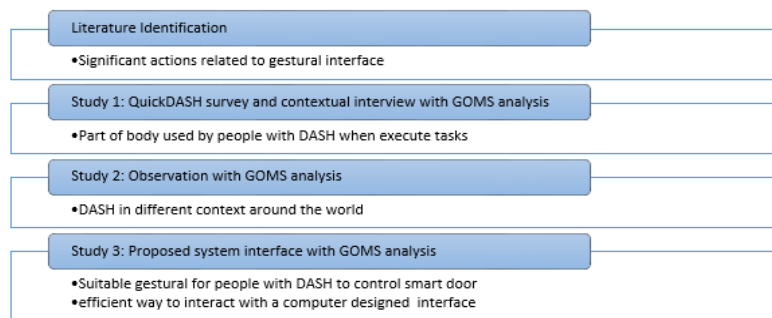 Literature Identification
•Significant actions related to gestural interface
Study 1: QuickDASH survey and contextual interview with GOMS analysis
•Part of body used by people with DASH when execute tasks
Study 2: Observation with GOMS analysis
•DASH in different context around the world
Study 3: Proposed system interface with GOMS analysis
•Suitable gestural for people with DASH to control smart door
•efficient way to interact with a computer designed interface